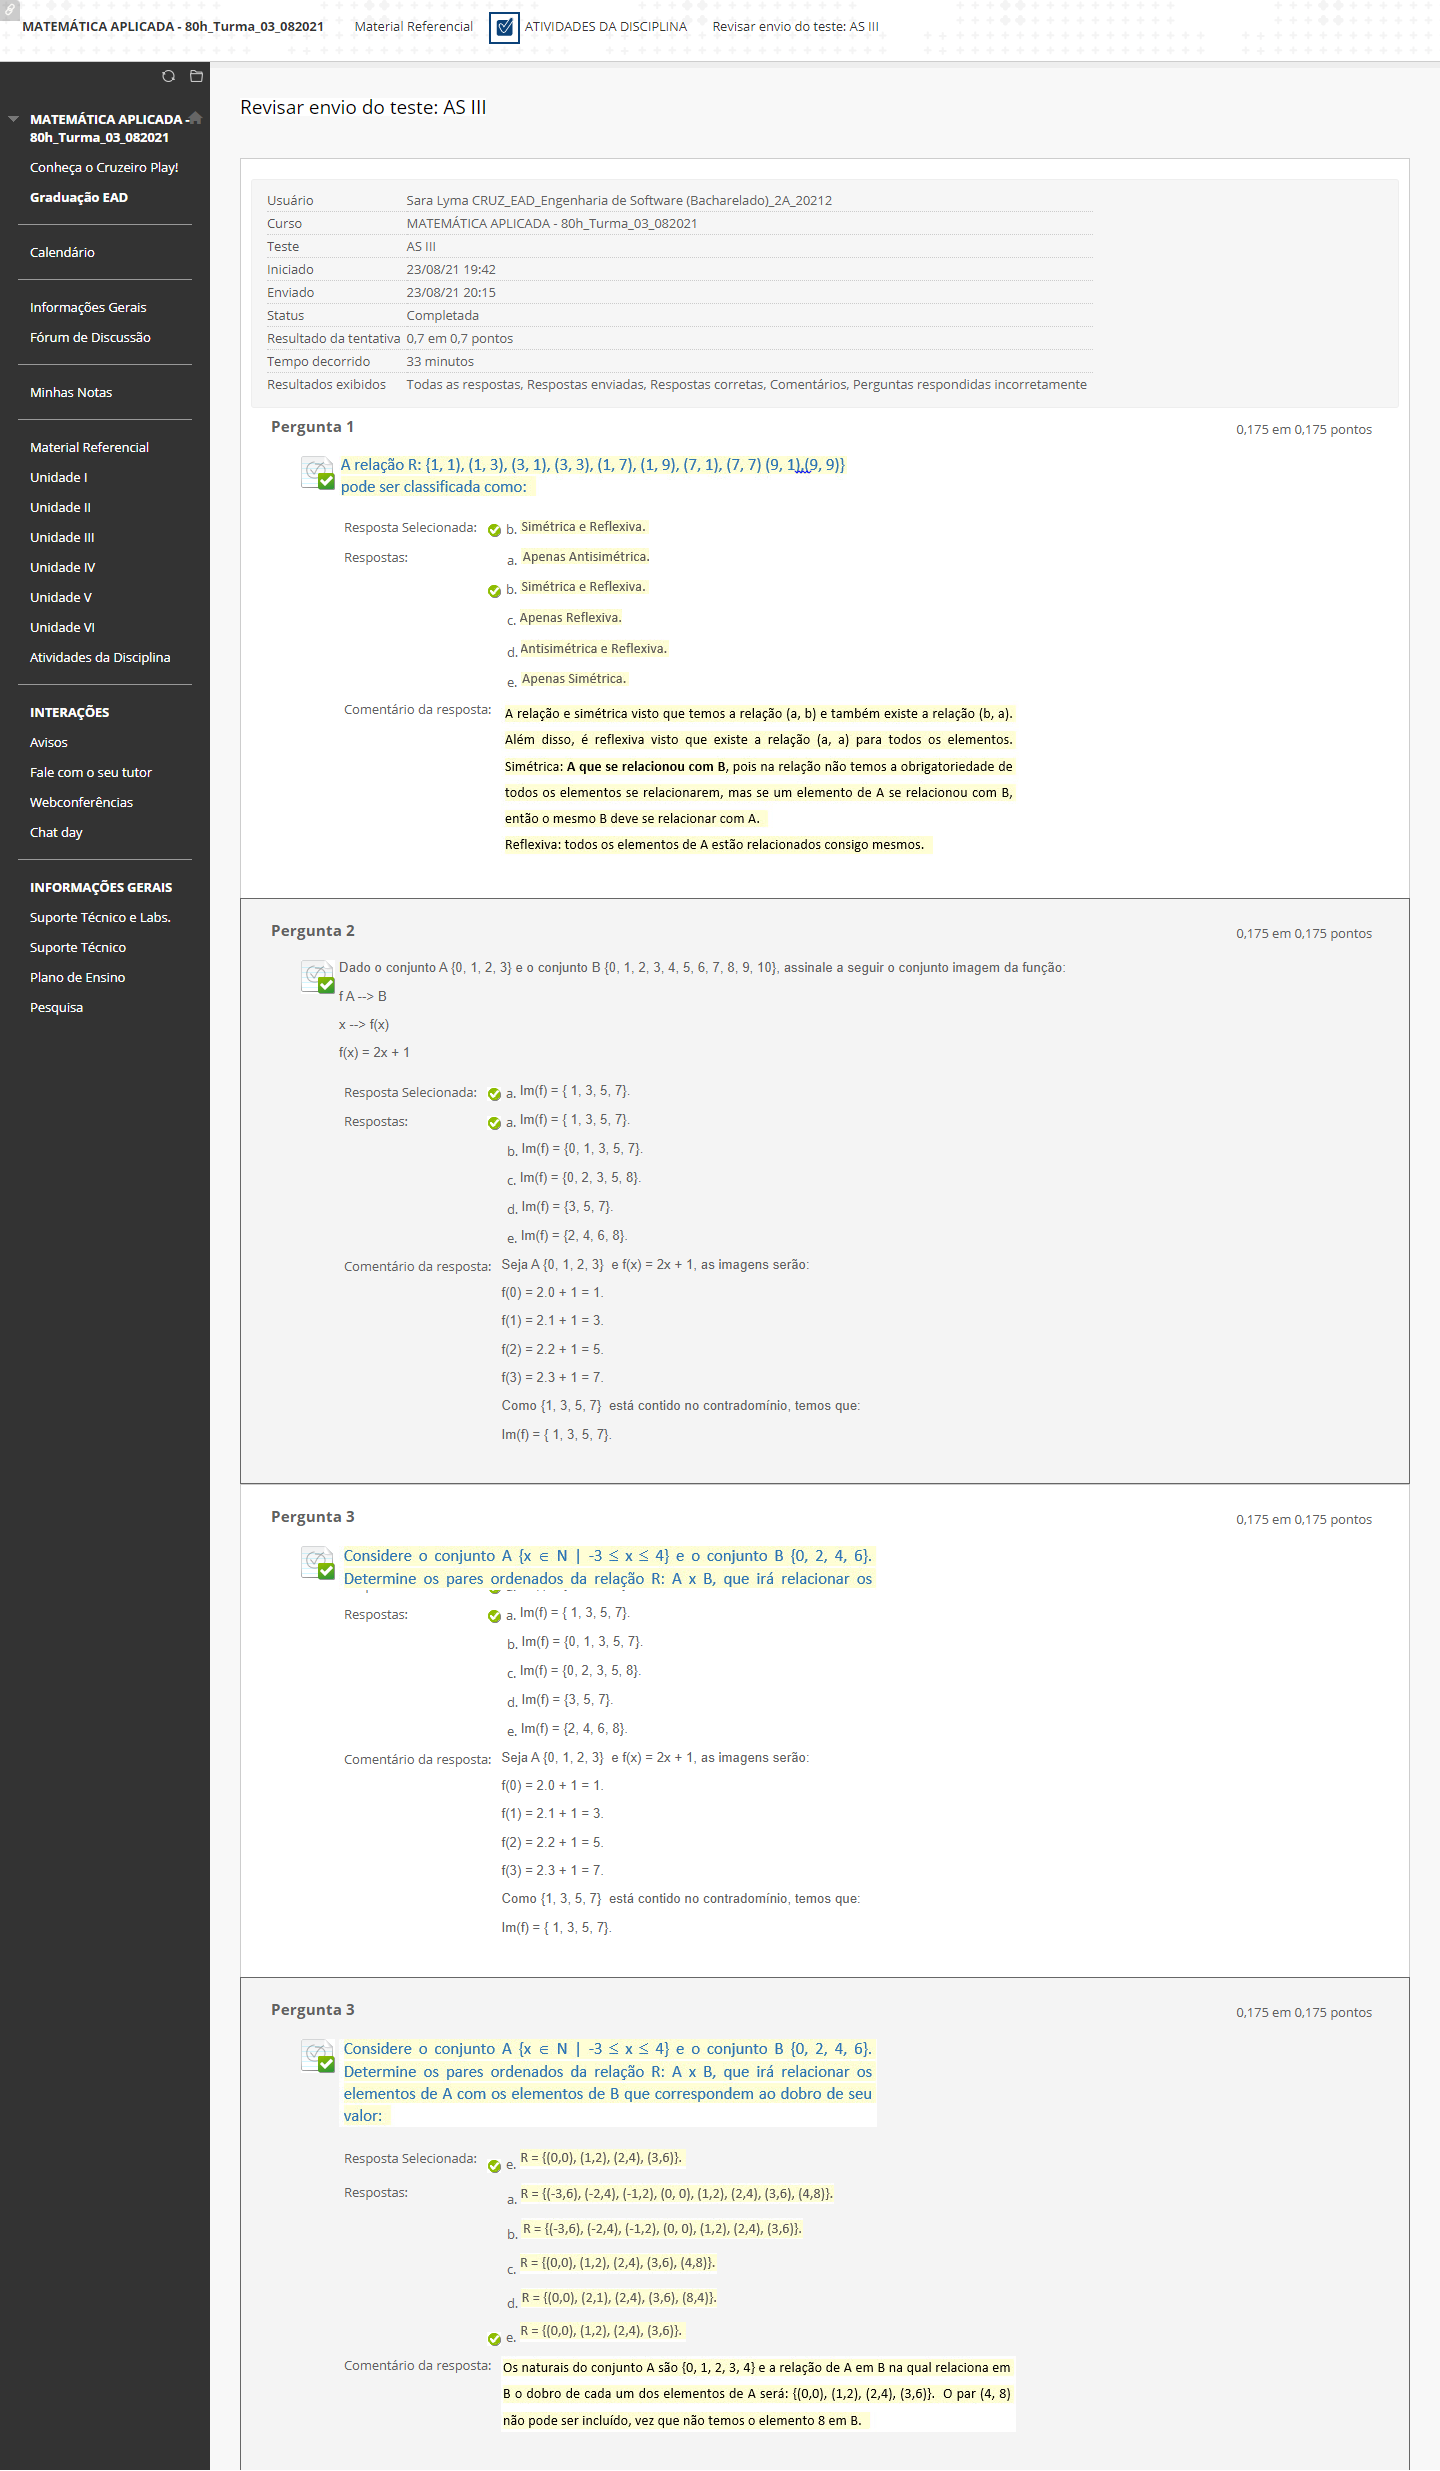 MATEMÁTICA APLICADA - 80h_Turma_03_082021 Material Referencial ATIVIDADES DA DISCIPLINA Revisar envio do teste: AS III
MATEMÁTICA APLICADA -
80h_Turma_03_082021
Conheça o Cruzeiro Play!
Graduação EAD
Calendário
Informações Gerais
Fórum de Discussão
Minhas Notas
Material Referencial
Unidade I
Unidade II
Unidade III
Unidade IV
Unidade V
Unidade VI
Atividades da Disciplina
INTERAÇÕES
Avisos
Fale com o seu tutor
Webconferências
Chat day
INFORMAÇÕES GERAIS
Suporte Técnico e Labs.
Suporte Técnico
Plano de Ensino
Pesquisa
Revisar envio do teste: AS III
Usuário Sara Lyma CRUZ_EAD_Engenharia de Software (Bacharelado)_2A_20212
Curso MATEMÁTICA APLICADA - 80h_Turma_03_082021
Teste AS III
Iniciado 23/08/21 19:42
Enviado 23/08/21 20:15
Status Completada
Resultado da tentativa 0,7 em 0,7 pontos
Tempo decorrido 33 minutos
Resultados exibidos Todas as respostas, Respostas enviadas, Respostas corretas, Comentários, Perguntas respondidas incorretamente
Pergunta 1 0,175 em 0,175 pontos
A relação R: {1, 1), (1, 3), (3, 1), (3, 3), (1, 7), (1, 9), (7, 1), (7, 7) (9, 1),(9, 9)}
pode ser classificada como:
Resposta Selecionada: b. Simétrica e Reflexiva.
Respostas: a. Apenas Antisimétrica.
b. Simétrica e Reflexiva.
c. Apenas Reflexiva.
d. Antisimétrica e Reflexiva.
e. Apenas Simétrica.
Comentário da resposta: A relação e simétrica visto que temos a relação (a, b) e também existe a relação (b, a).
Além disso, é reflexiva visto que existe a relação (a, a) para todos os elementos.
Simétrica: A que se relacionou com B, pois na relação não temos a obrigatoriedade de
todos os elementos se relacionarem, mas se um elemento de A se relacionou com B,
então o mesmo B deve se relacionar com A.
Reflexiva: todos os elementos de A estão relacionados consigo mesmos.
Pergunta 2 0,175 em 0,175 pontos
Dado o conjunto A {0, 1, 2, 3} e o conjunto B {0, 1, 2, 3, 4, 5, 6, 7, 8, 9, 10}, assinale a seguir o conjunto imagem da função:
f A --> B
x --> f(x)
f(x) = 2x + 1
Resposta Selecionada: a. Im(f) = { 1, 3, 5, 7}.
Respostas: a. Im(f) = { 1, 3, 5, 7}.
b. Im(f) = {0, 1, 3, 5, 7}.
c. Im(f) = {0, 2, 3, 5, 8}.
d. Im(f) = {3, 5, 7}.
e. Im(f) = {2, 4, 6, 8}.
Comentário da resposta: Seja A {0, 1, 2, 3} e f(x) = 2x + 1, as imagens serão:
f(0) = 2.0 + 1 = 1.
f(1) = 2.1 + 1 = 3.
f(2) = 2.2 + 1 = 5.
f(3) = 2.3 + 1 = 7.
Como {1, 3, 5, 7} está contido no contradomínio, temos que:
Im(f) = { 1, 3, 5, 7}.
Pergunta 3 0,175 em 0,175 pontos
Considere o conjunto A {x ∈ N | -3 ≤ x ≤ 4} e o conjunto B {0, 2, 4, 6}.
Determine os pares ordenados da relação R: A x B, que irá relacionar os
Respostas: a. Im(f) = { 1, 3, 5, 7}.
b. Im(f) = {0, 1, 3, 5, 7}.
c. Im(f) = {0, 2, 3, 5, 8}.
d. Im(f) = {3, 5, 7}.
e. Im(f) = {2, 4, 6, 8}.
Comentário da resposta: Seja A {0, 1, 2, 3} e f(x) = 2x + 1, as imagens serão:
f(0) = 2.0 + 1 = 1.
f(1) = 2.1 + 1 = 3.
f(2) = 2.2 + 1 = 5.
f(3) = 2.3 + 1 = 7.
Como {1, 3, 5, 7} está contido no contradomínio, temos que:
Im(f) = { 1, 3, 5, 7}.
Pergunta 3 0,175 em 0,175 pontos
Considere o conjunto A {x ∈ N | -3 ≤ x ≤ 4} e o conjunto B {0, 2, 4, 6}.
Determine os pares ordenados da relação R: A x B, que irá relacionar os
elementos de A com os elementos de B que correspondem ao dobro de seu
valor:
Resposta Selecionada: e. R = {(0,0), (1,2), (2,4), (3,6)}.
Respostas: a. R = {(-3,6), (-2,4), (-1,2), (0, 0), (1,2), (2,4), (3,6), (4,8)}.
b. R = {(-3,6), (-2,4), (-1,2), (0, 0), (1,2), (2,4), (3,6)}.
c. R = {(0,0), (1,2), (2,4), (3,6), (4,8)}.
d. R = {(0,0), (2,1), (2,4), (3,6), (8,4)}.
e. R = {(0,0), (1,2), (2,4), (3,6)}.
Comentário da resposta: Os naturais do conjunto A são {0, 1, 2, 3, 4} e a relação de A em B na qual relaciona em
B o dobro de cada um dos elementos de A será: {(0,0), (1,2), (2,4), (3,6)}. O par (4, 8)
não pode ser incluído, vez que não temos o elemento 8 em B.